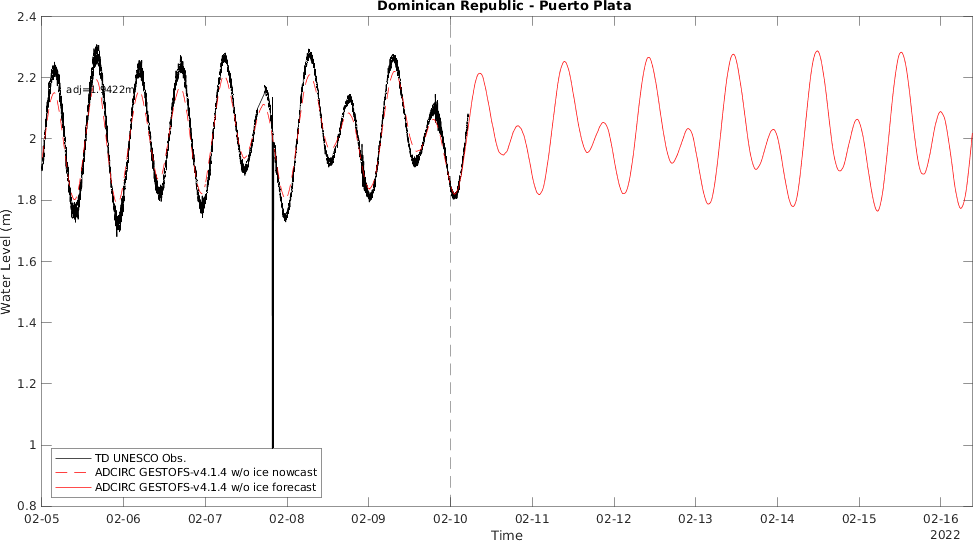 Dominican Republic - Puerto Plata
2.4
2.2
2
1.8
1.6
1.4
1.2
1
0.8
Water Level (m)
adj=1.9422m
TD UNESCO Obs.
ADCIRC GESTOFS-v4.1.4 w/o ice nowcast
ADCIRC GESTOFS-v4.1.4 w/o ice forecast
02-05 02-06 02-07 02-08 02-09 02-10 02-11 02-12 02-13 02-14 02-15 02-16
Time
2022